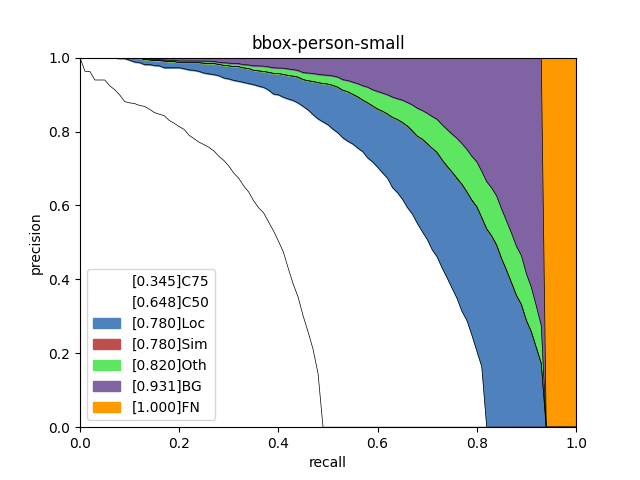 bbox-person-small
precision
1.0
0.8
0.6
0.4
0.2
0.0
[0.345]C75
[0.648]C50
[0.780]Loc
[0.780]Sim
[0.820]Oth
[0.931]BG
[1.000]FN
0.0 0.2 0.4 0.6 0.8 1.0
recall